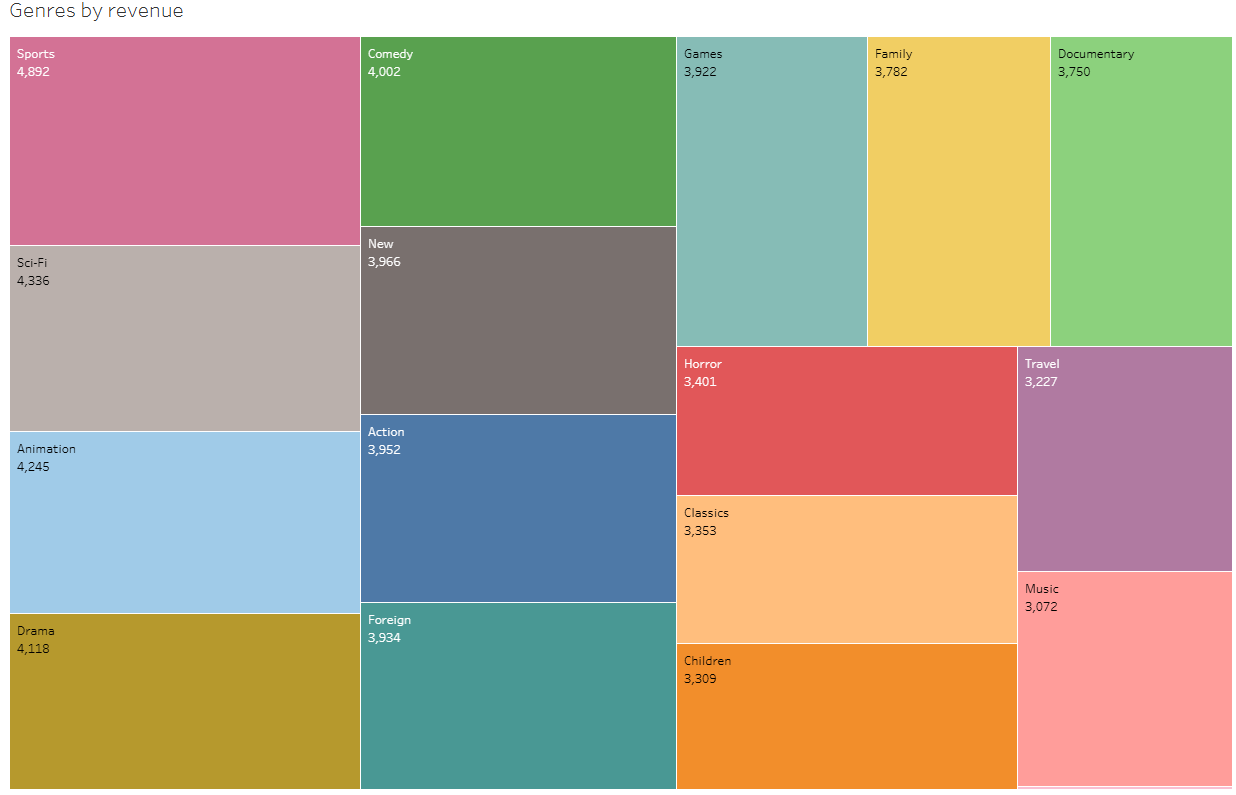 Genres by revenue
Sports
4,892
Sci-Fi
4,336
Animation
4,245
Drama
4,118
Comedy
4,002
New
3,966
Action
3,952
Foreign
3,934
Games
3,922
Family
3,782
Documentary
3,750
Horror
3,401
Classics
3,353
Children
3,309
Travel
3,227
Music
3,072